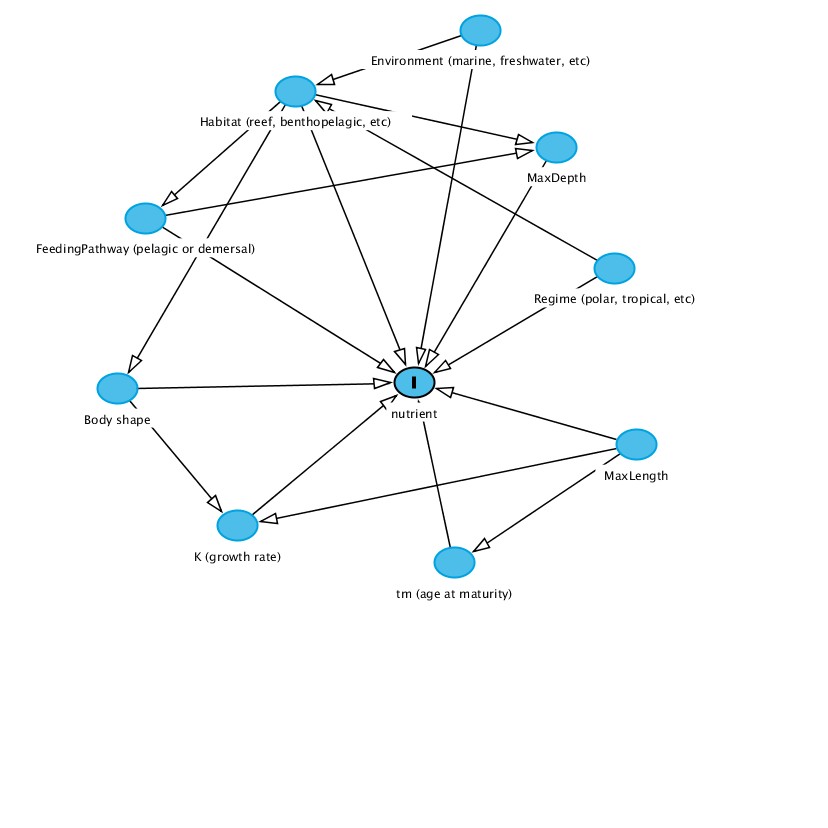 Environment (marine, freshwater, etc)
Habitat (reef, benthopelagic, etc)
MaxDepth
FeedingPathway (pelagic or demersal)
Regime (polar, tropical, etc)
I
nutrient
Body shape
MaxLength
K (growth rate)
tm (age at maturity)